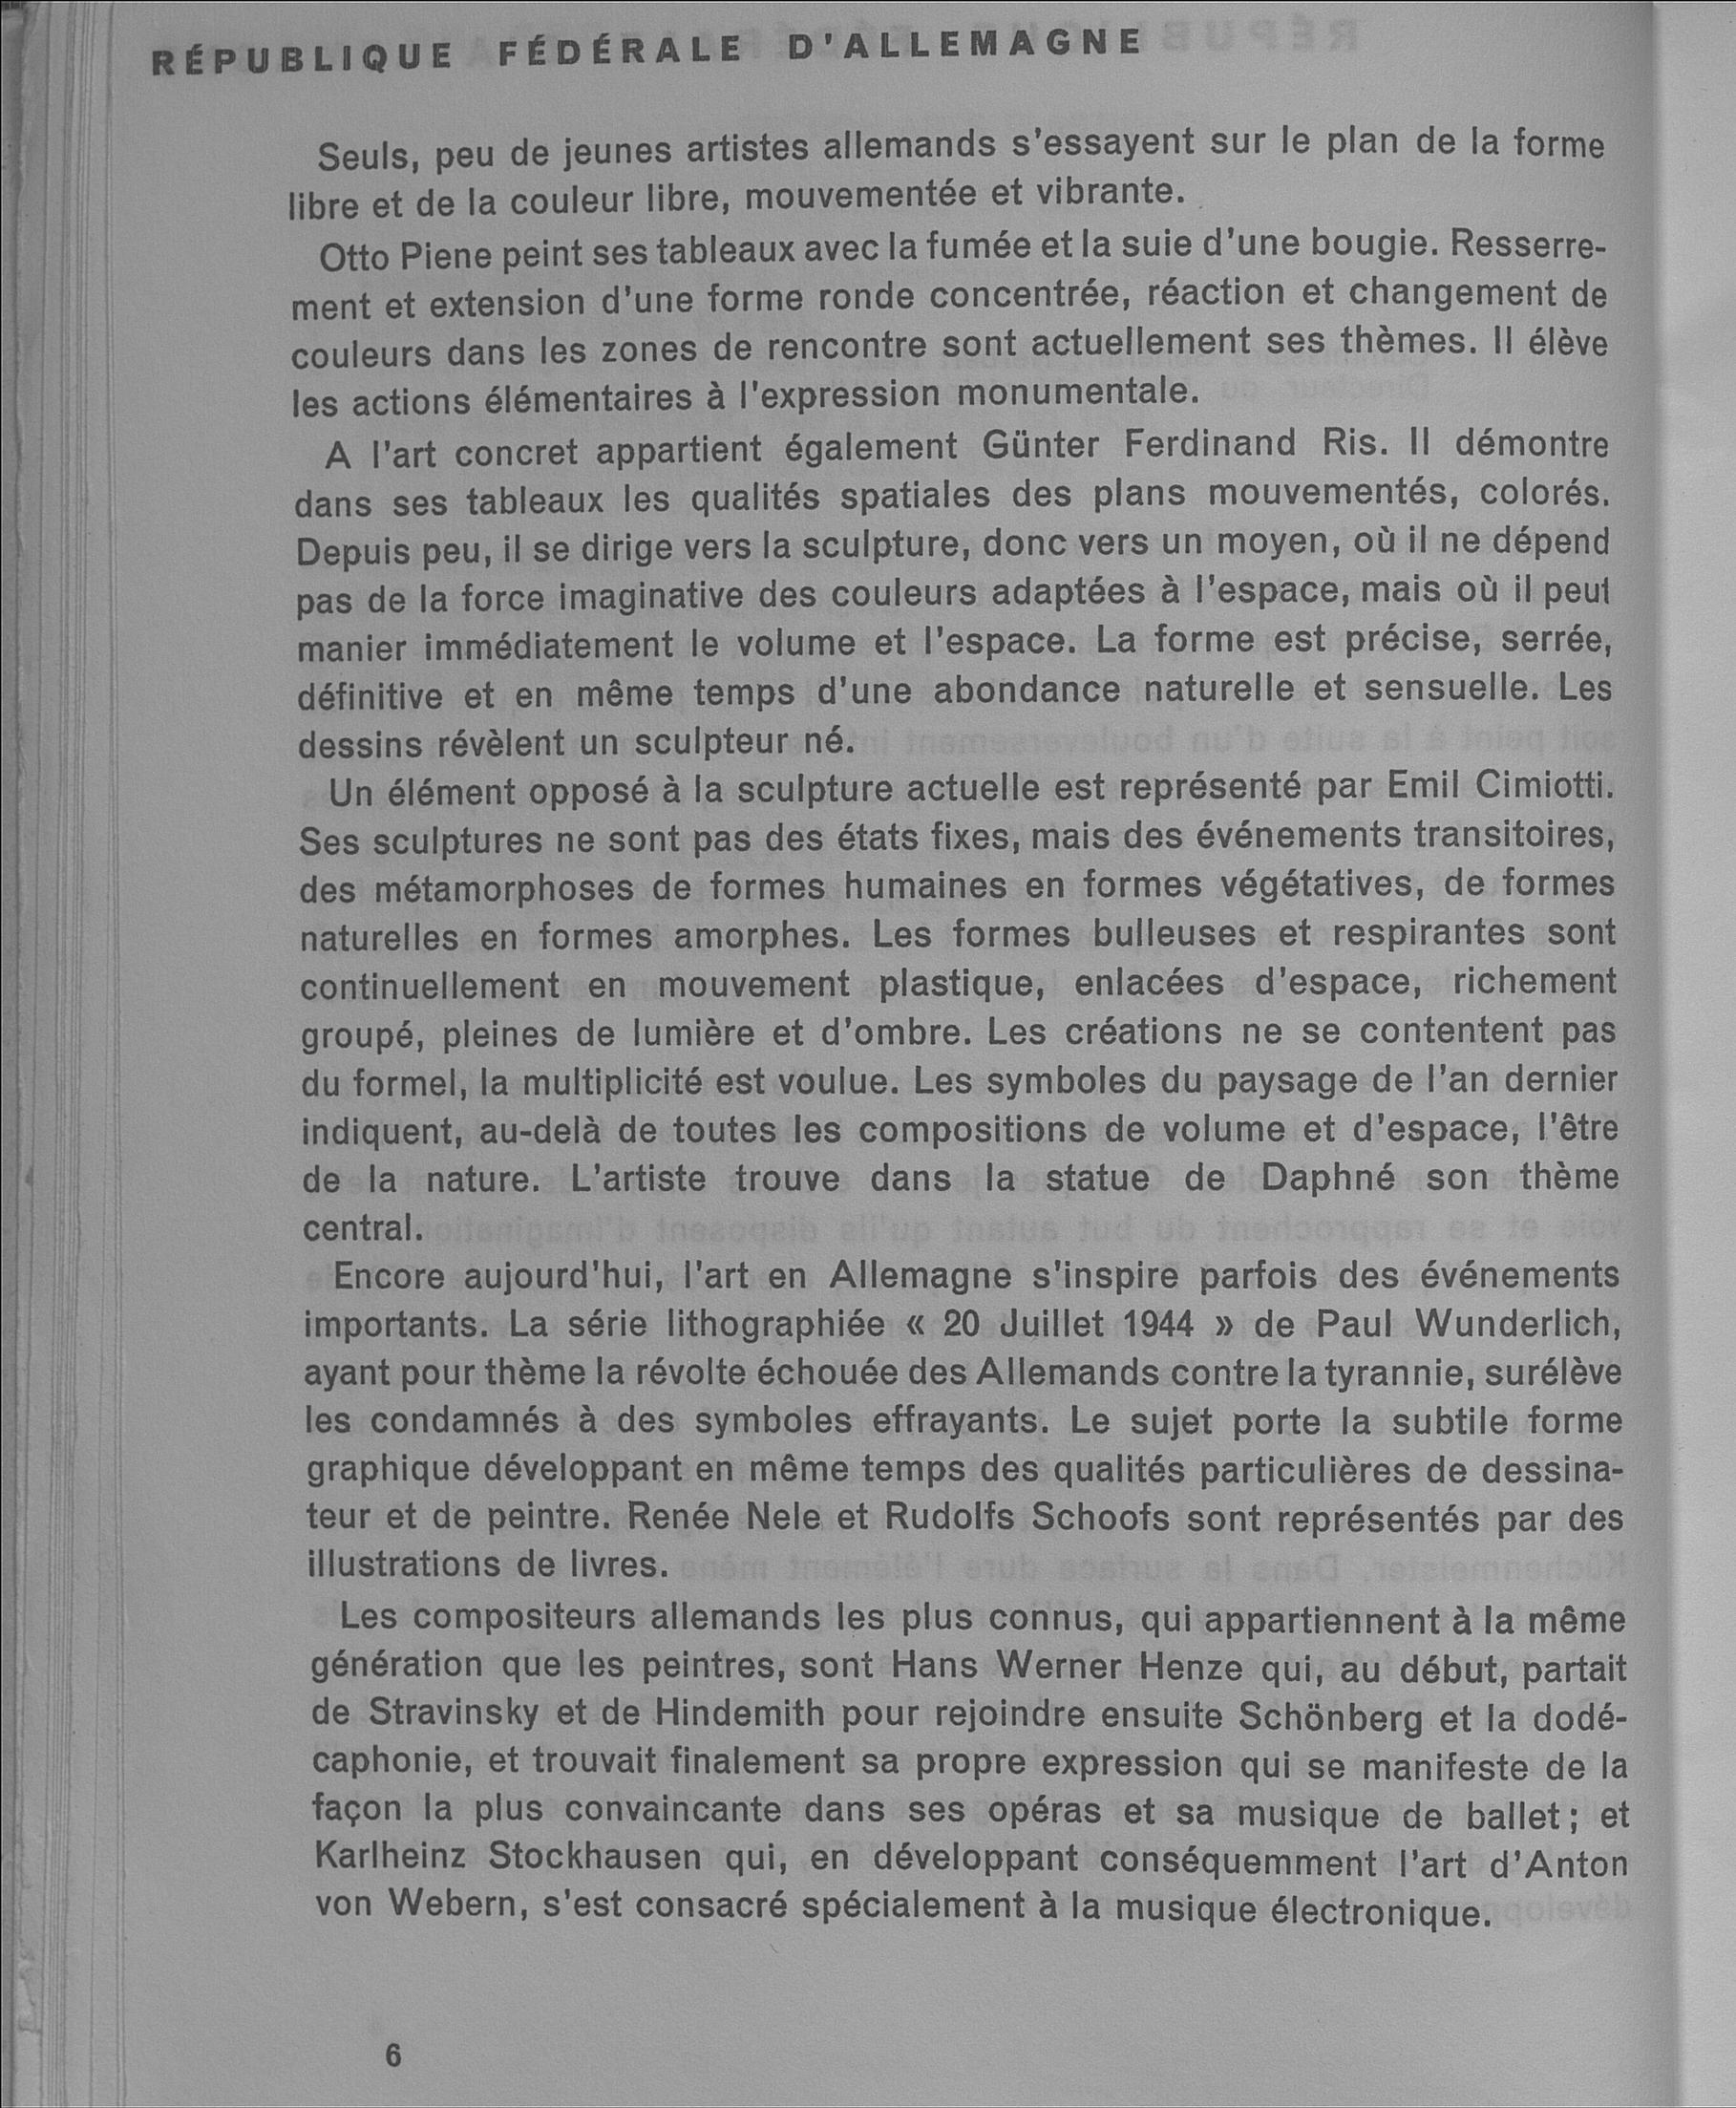 RÉPUBLIQUE FÉDÉRALE D'ALLEMAGNE
Seuls, peu de jeunes artistes allemands s'essayent sur le plan de la forme
libre et de la couleur libre, mouvementée et vibrante.
Otto Piene peint ses tableaux avec la fumée et la suie d'une bougie. Resserre-
ment et extension d'une forme ronde concentrée, réaction et changement de
couleurs dans les zones de rencontre sont actuellement ses thèmes. Il élève
les actions élémentaires à l'expression monumentale.
A l'art concret appartient également Günter Ferdinand Ris. Il démontre
dans ses tableaux les qualités spatiales des plans mouvementés, colorés.
Depuis peu, il se dirige vers la sculpture, donc vers un moyen, où il ne dépend
pas de la force imaginative des couleurs adaptées à l'espace, mais où il peut
manier immédiatement le volume et l'espace. La forme est précise, serrée,
définitive et en même temps d'une abondance naturelle et sensuelle. Les
dessins révèlent un sculpteur né.
Un élément opposé à la sculpture actuelle est représenté par Emil Cimiotti.
Ses sculptures ne sont pas des états fixes, mais des événements transitoires,
des métamorphoses de formes humaines en formes végétatives, de formes
naturelles en formes amorphes. Les formes bulleuses et respirantes sont
continuellement en mouvement plastique, enlacées d'espace, richement
groupé, pleines de lumière et d'ombre. Les créations ne se contentent pas
du formel, la multiplicité est voulue. Les symboles du paysage de l'an dernier
indiquent, au-delà de toutes les compositions de volume et d'espace, l'être
de la nature. L'artiste trouve dans la statue de Daphné son thème
central.
Encore aujourd'hui, l'art en Allemagne s'inspire parfois des événements
importants. La série lithographiée « 20 Juillet 1944 » de Paul Wunderlich,
ayant pour thème la révolte échouée des Allemands contre la tyrannie, surélève
les condamnés à des symboles effrayants. Le sujet porte la subtile forme
graphique développant en même temps des qualités particulières de dessina-
teur et de peintre. Renée Nele et Rudolfs Schoofs sont représentés par des
illustrations de livres.
Les compositeurs allemands les plus connus, qui appartiennent à la même
génération que les peintres, sont Hans Werner Henze qui, au début, partait
de Stravinsky et de Hindemith pour rejoindre ensuite Schönberg et la dodé-
caphonie, et trouvait finalement sa propre expression qui se manifeste de la
façon la plus convaincante dans ses opéras et sa musique de ballet ; et
Karlheinz Stockhausen qui, en développant conséquemment l'art d'Anton
von Webern, s'est consacré spécialement à la musique électronique.
6